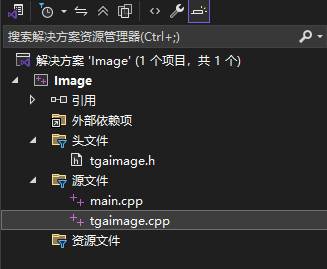 搜索解决方案资源管理器(Ctrl+;)
解决方案 'Image' (1 个项目，共 1 个)
Image
引用
外部依赖项
头文件
tgaimage.h
源文件
main.cpp
tgaimage.cpp
资源文件